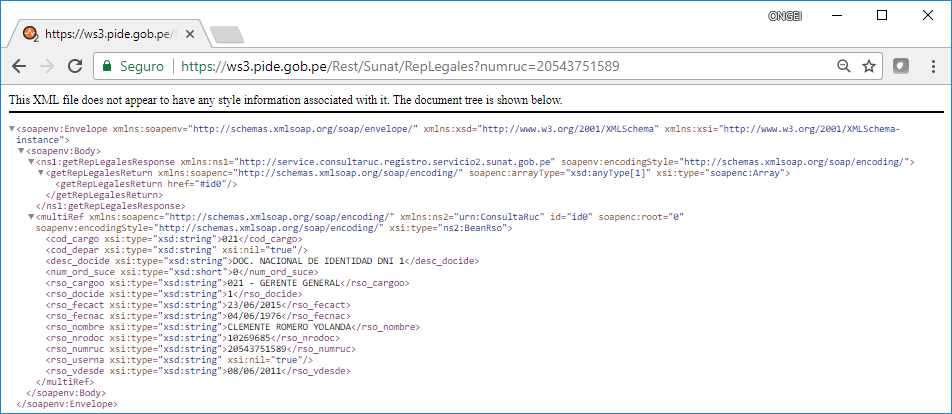 ONGEI
https://ws3.pide.gob.pe/
Seguro | https://ws3.pide.gob.pe/Rest/Sunat/RepLegales?numruc=20543751589
This XML file does not appear to have any style information associated with it. The document tree is shown below.
▼<soapenv:Envelope xmlns:soapenv="http://schemas.xmlsoap.org/soap/envelope/" xmlns:xsd="http://www.w3.org/2001/XMLSchema" xmlns:xsi="http://www.w3.org/2001/XMLSchema-
instance">
▼<soapenv:Body>
▼<ns1:getRepLegalesResponse xmlns:ns1="http://service.consultaruc.registro.servicio2.sunat.gob.pe" soapenv:encodingStyle="http://schemas.xmlsoap.org/soap/encoding/">
▼<getRepLegalesReturn xmlns:soapenc="http://schemas.xmlsoap.org/soap/encoding/" soapenc:arrayType="xsd:anyType[1]" xsi:type="soapenc:Array">
<getRepLegalesReturn href="#id0"/>
</getRepLegalesReturn>
</ns1:getRepLegalesResponse>
▼<multiRef xmlns:soapenc="http://schemas.xmlsoap.org/soap/encoding/" xmlns:ns2="urn:ConsultaRuc" id="id0" soapenc:root="0"
soapenv:encodingStyle="http://schemas.xmlsoap.org/soap/encoding/" xsi:type="ns2:BeanRso">
<cod_cargo xsi:type="xsd:string">021</cod_cargo>
<cod_depar xsi:type="xsd:string" xsi:nil="true"/>
<desc_docide xsi:type="xsd:string">DOC. NACIONAL DE IDENTIDAD DNI 1</desc_docide>
<num_ord_suce xsi:type="xsd:short">0</num_ord_suce>
<rso_cargoo xsi:type="xsd:string">021 - GERENTE GENERAL</rso_cargoo>
<rso_docide xsi:type="xsd:string">1</rso_docide>
<rso_fecact xsi:type="xsd:string">23/06/2015</rso_fecact>
<rso_fecnac xsi:type="xsd:string">04/06/1976</rso_fecnac>
<rso_nombre xsi:type="xsd:string">CLEMENTE ROMERO YOLANDA</rso_nombre>
<rso_nrodoc xsi:type="xsd:string">10269685</rso_nrodoc>
<rso_numruc xsi:type="xsd:string">20543751589</rso_numruc>
<rso_userna xsi:type="xsd:string" xsi:nil="true"/>
<rso_vdesde xsi:type="xsd:string">08/06/2011</rso_vdesde>
</multiRef>
</soapenv:Body>
</soapenv:Envelope>